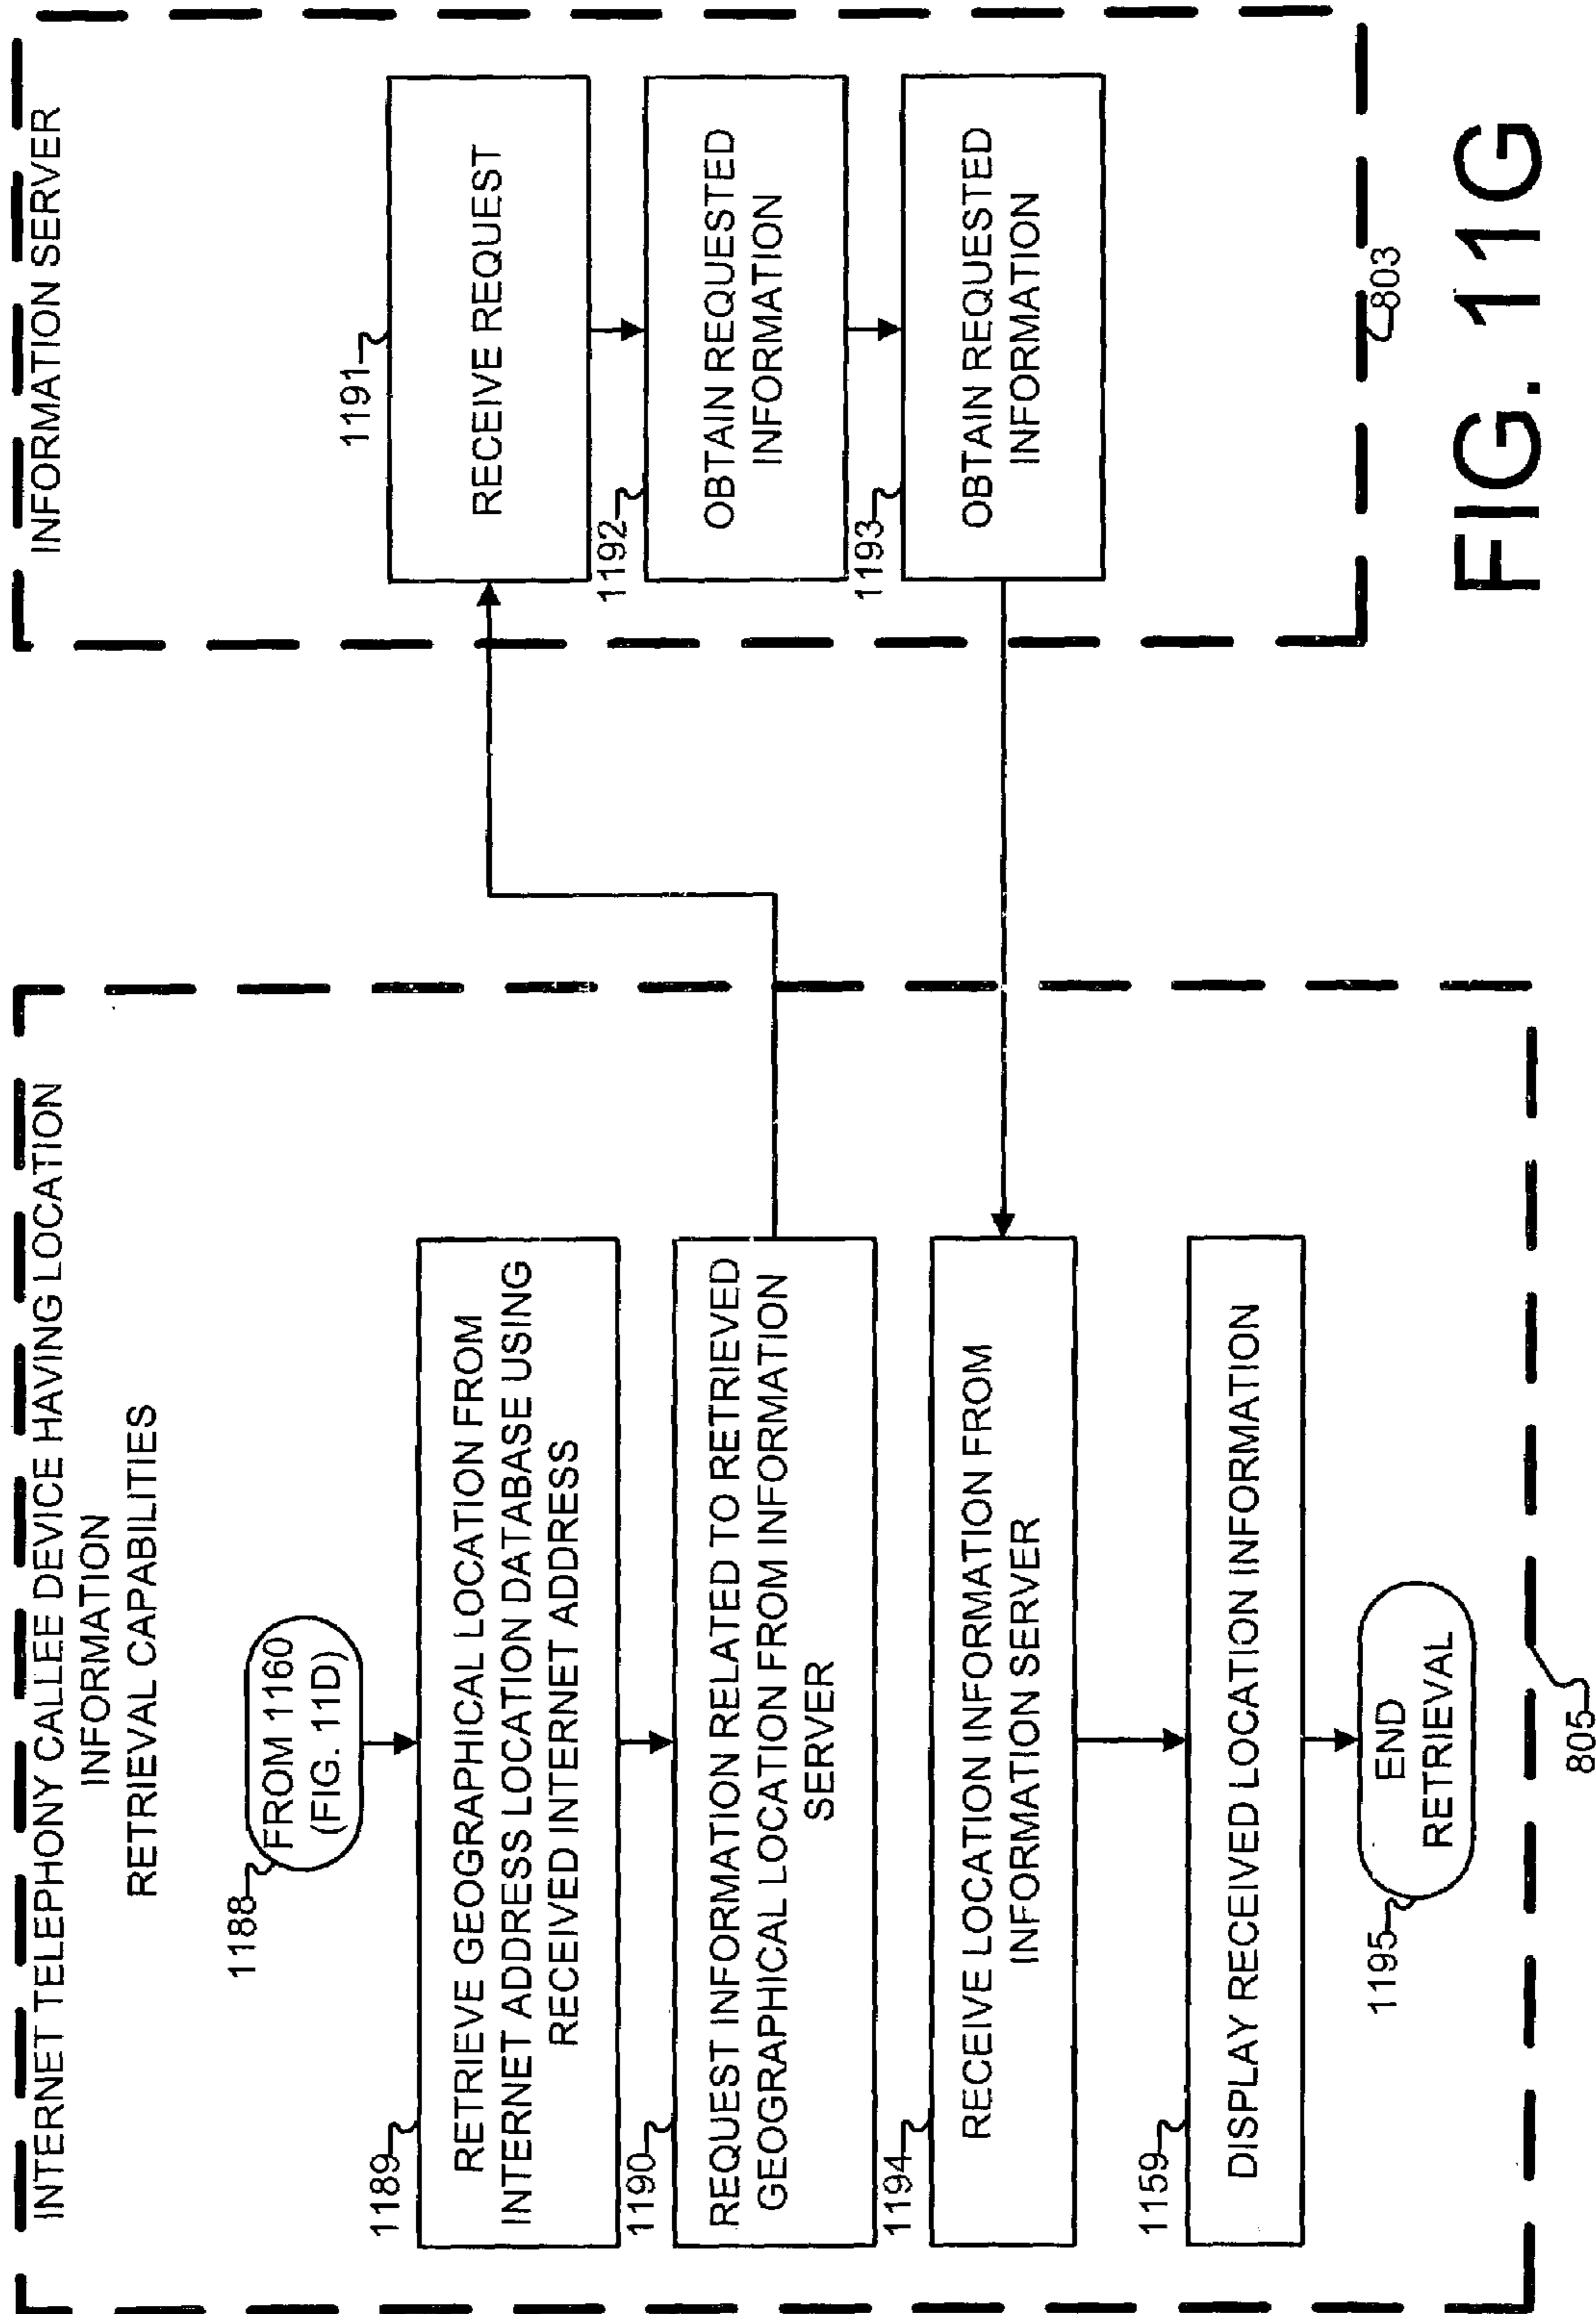 INTERNET TELEPHONY CALLEE DEVICE HAVING LOCATION
INFORMATION
RETRIEVAL CAPABILITIES
1188
FROM 1160
(FIG. 11D)
1189
RETRIEVE GEOGRAPHICAL LOCATION FROM
INTERNET ADDRESS LOCATION DATABASE USING
RECEIVED INTERNET ADDRESS
1190
REQUEST INFORMATION RELATED TO RETRIEVED
GEOGRAPHICAL LOCATION FROM INFORMATION
SERVER
1194
RECEIVE LOCATION INFORMATION FROM
INFORMATION SERVER
1159
DISPLAY RECEIVED LOCATION INFORMATION
1195
END
RETRIEVAL
805
INFORMATION SERVER
1191
RECEIVE REQUEST
1192
OBTAIN REQUESTED
INFORMATION
1193
OBTAIN REQUESTED
INFORMATION
803
FIG. 11G